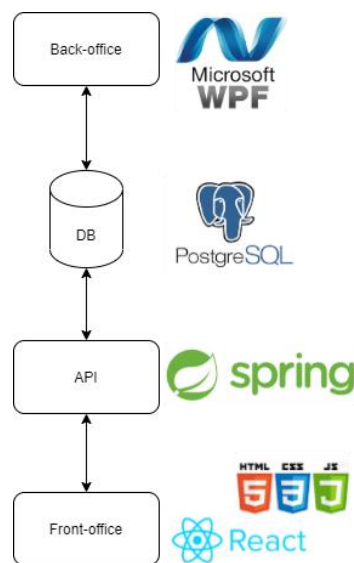 Back-office
Microsoft
WPF
DB
PostgreSQL
API
spring
HTML CSS JS
5 3 J
Front-office
React